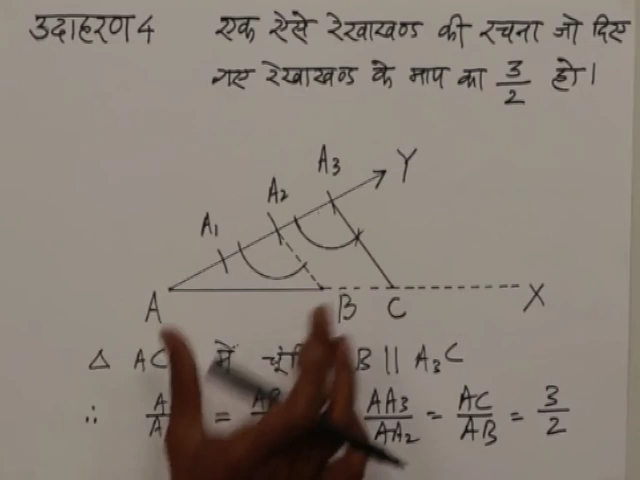 उदाहरण 4 एक ऐसे रेखाखण्ड की रचना जो दिए
गए रेखाखण्ड के माप का 3/2 हो।
A3 Y
A2
A1
A B C X
Δ AC में B || A3C
∴ = AA3/AA2 = AC/AB = 3/2